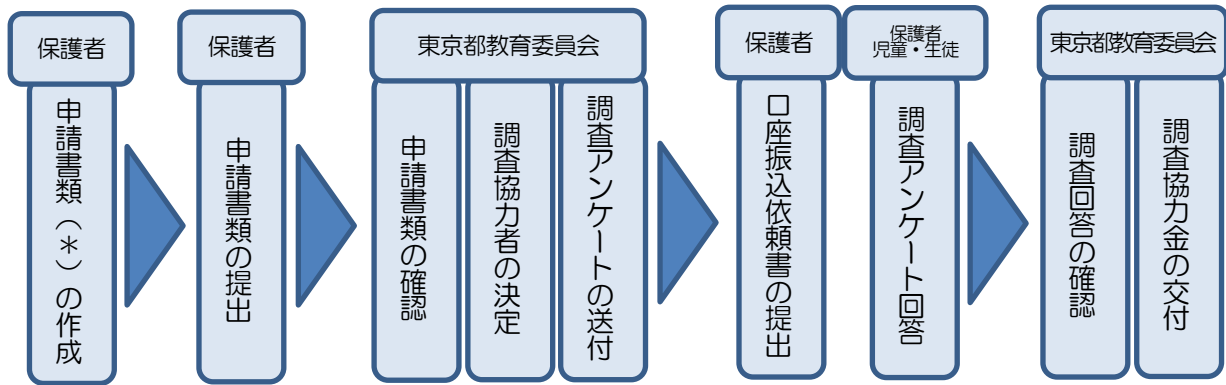 保護者
申請書類（＊）の作成
保護者
申請書類の提出
東京都教育委員会
申請書類の確認
調査協力者の決定
調査アンケートの送付
保護者
口座振込依頼書の提出
保護者
児童・生徒
調査アンケート回答
東京都教育委員会
調査回答の確認
調査協力金の交付